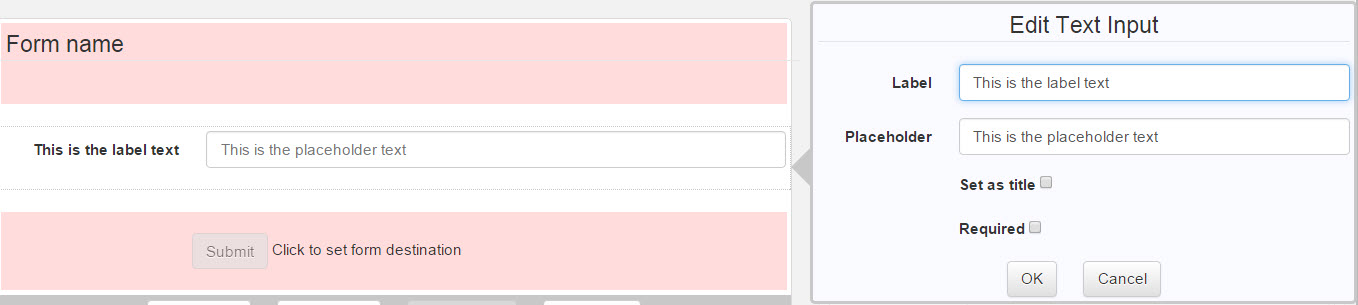 Form name
This is the label text This is the placeholder text
Submit Click to set form destination
Edit Text Input
Label This is the label text
Placeholder This is the placeholder text
Set as title
Required
OK Cancel